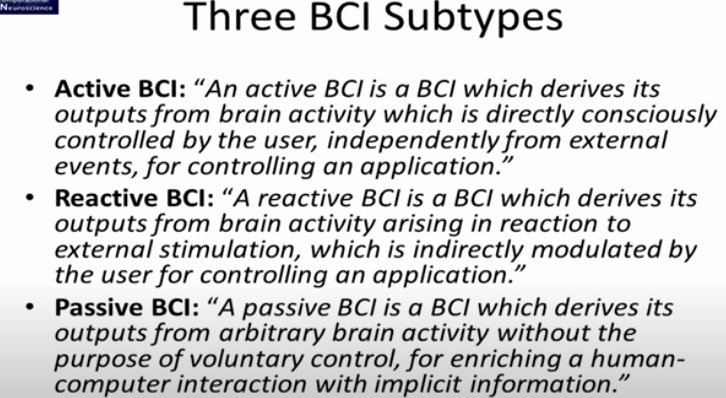 Neuroscience
Three BCI Subtypes
• Active BCI: “An active BCI is a BCI which derives its
outputs from brain activity which is directly consciously
controlled by the user, independently from external
events, for controlling an application.”
• Reactive BCI: “A reactive BCI is a BCI which derives its
outputs from brain activity arising in reaction to
external stimulation, which is indirectly modulated by
the user for controlling an application.”
• Passive BCI: “A passive BCI is a BCI which derives its
outputs from arbitrary brain activity without the
purpose of voluntary control, for enriching a human-
computer interaction with implicit information.”